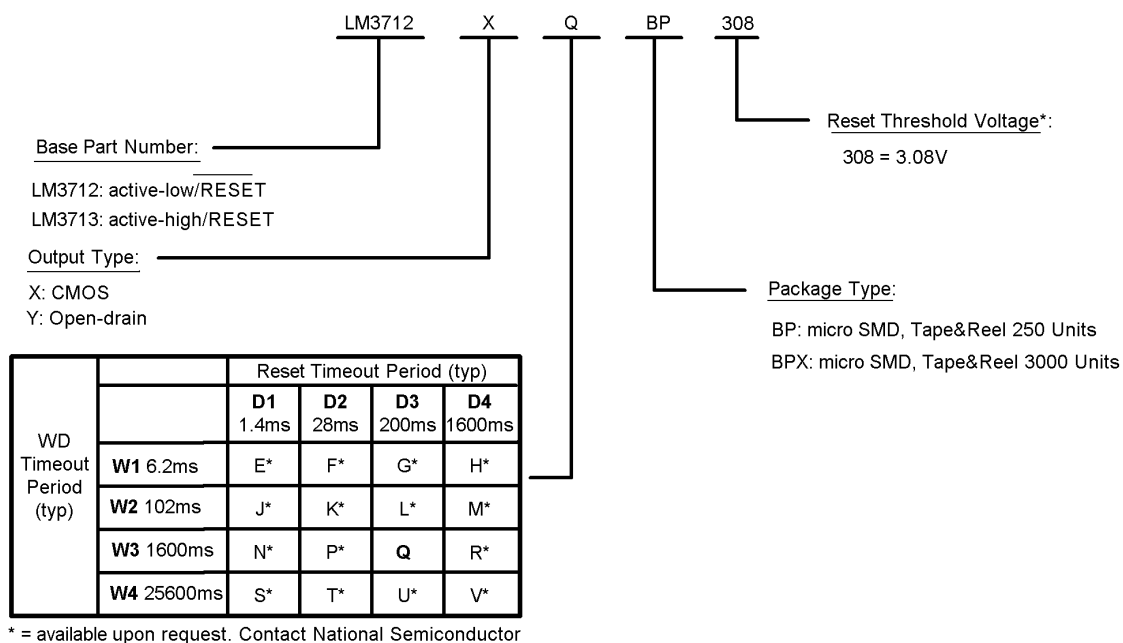 LM3712 X Q BP 308
Reset Threshold Voltage*:
308 = 3.08V
Base Part Number:
LM3712: active-low/RESET
LM3713: active-high/RESET
Output Type:
X: CMOS
Y: Open-drain
Package Type:
BP: micro SMD, Tape&Reel 250 Units
BPX: micro SMD, Tape&Reel 3000 Units
Reset Timeout Period (typ)
D1 D2 D3 D4
1.4ms 28ms 200ms 1600ms
WD
Timeout
Period
(typ)
W1 6.2ms E* F* G* H*
W2 102ms J* K* L* M*
W3 1600ms N* P* Q R*
W4 25600ms S* T* U* V*
* = available upon request. Contact National Semiconductor